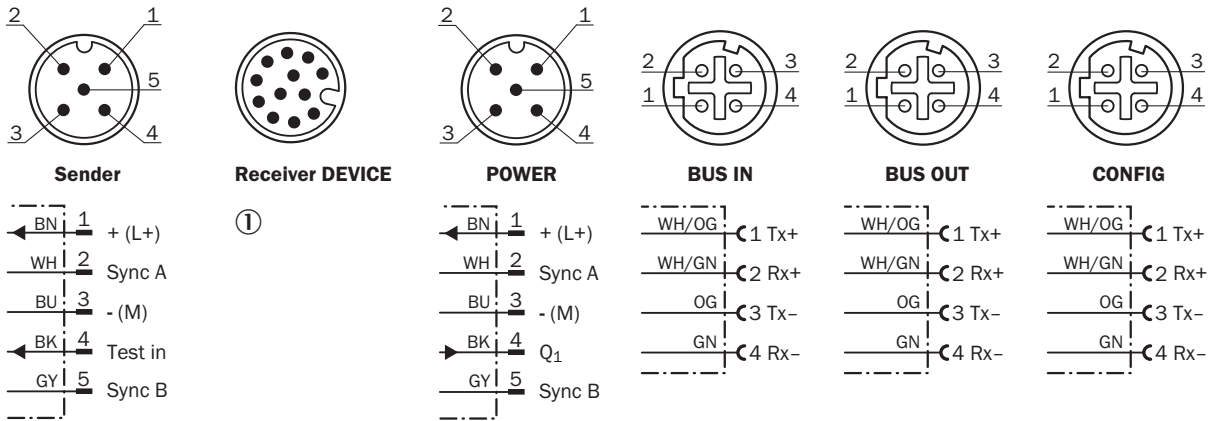 2 1
5
3 4
Sender
BN 1 + (L+)
WH 2 Sync A
BU 3 - (M)
BK 4 Test in
GY 5 Sync B
Receiver DEVICE
①
2 1
5
3 4
POWER
BN 1 + (L+)
WH 2 Sync A
BU 3 - (M)
BK 4 Q₁
GY 5 Sync B
2 3
1 4
BUS IN
WH/OG 1 Tx+
WH/GN 2 Rx+
OG 3 Tx–
GN 4 Rx–
2 3
1 4
BUS OUT
WH/OG 1 Tx+
WH/GN 2 Rx+
OG 3 Tx–
GN 4 Rx–
2 3
1 4
CONFIG
WH/OG 1 Tx+
WH/GN 2 Rx+
OG 3 Tx–
GN 4 Rx–